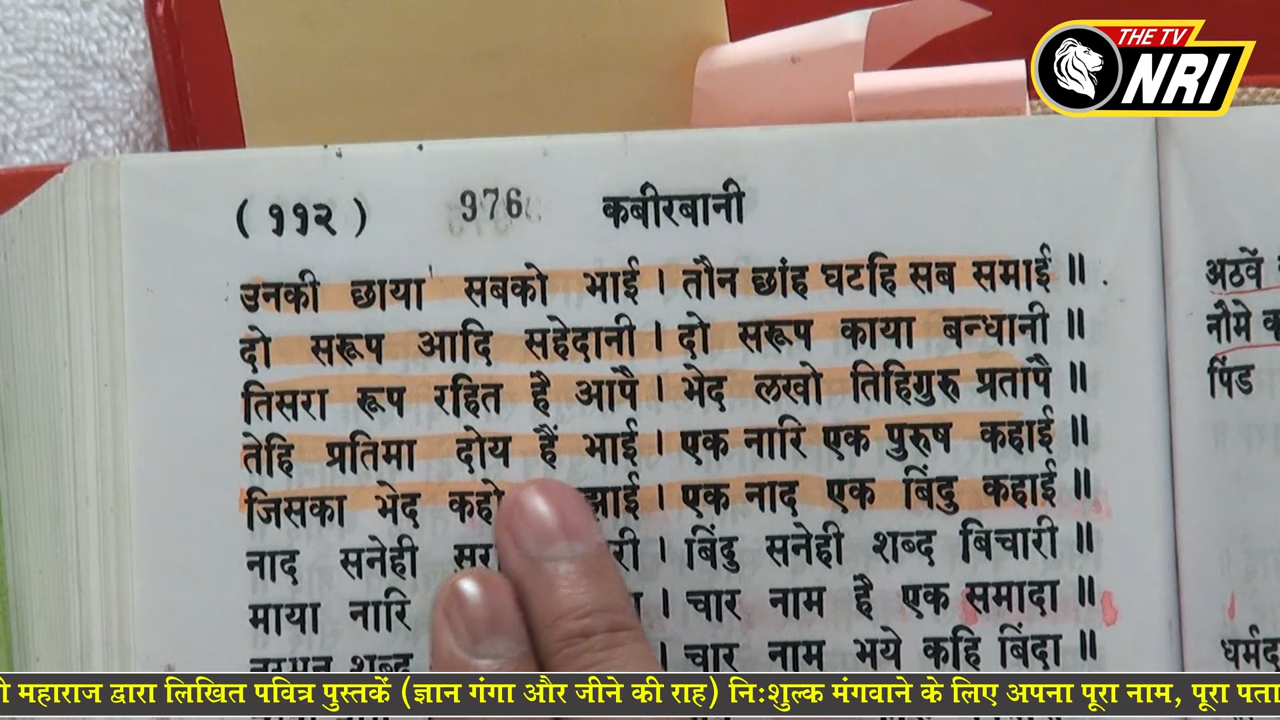 THE TV
NRI
( ११२ ) 976 कबीरबानी
उनकी छाया सबको भाई । तौन छांह घटहि सब समाई ॥
दो सरूप आदि सहेदानी । दो सरूप काया बन्धानी ॥
तिसरा रूप रहित है आपै । भेद लखो तिहिगुरु प्रतापै ॥
तेहि प्रतिमा दोय हैं भाई । एक नारि एक पुरुष कहाई ॥
जिसका भेद कहो झाई । एक नाद एक बिंदु कहाई ॥
नाद सनेही । बिंदु सनेही शब्द बिचारी ॥
माया नारि । चार नाम है एक समादा ॥
शब्द । चार नाम भये कहि बिंदा ॥
अठवें
नौमे
पिंड
धर्मद
महाराज द्वारा लिखित पवित्र पुस्तकें (ज्ञान गंगा और जीने की राह) निःशुल्क मंगवाने के लिए अपना पूरा नाम, पूरा पता